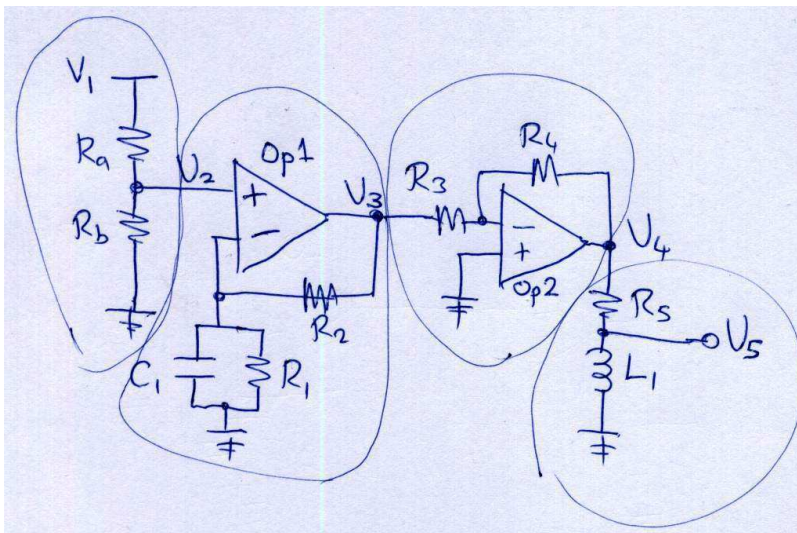 V1
Ra
Rb
V2
Op1
+
-
V3
R2
C1
R1
R3
R4
-
+
Op2
V4
R5
V5
L1